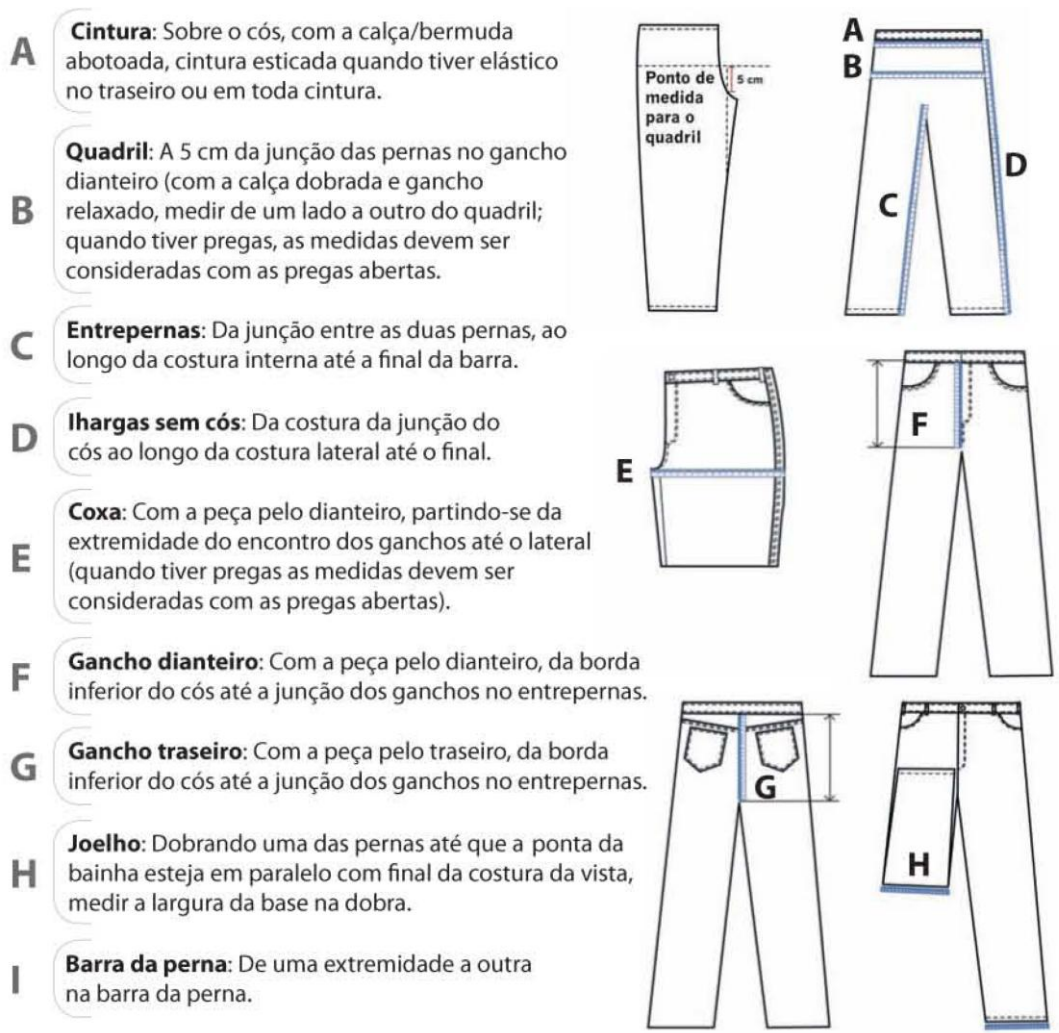 A
Cintura: Sobre o cós, com a calça/bermuda
abotoada, cintura esticada quando tiver elástico
no traseiro ou em toda cintura.
B
Quadril: A 5 cm da junção das pernas no gancho
dianteiro (com a calça dobrada e gancho
relaxado, medir de um lado a outro do quadril;
quando tiver pregas, as medidas devem ser
consideradas com as pregas abertas.
C
Entrepernas: Da junção entre as duas pernas, ao
longo da costura interna até a final da barra.
D
Ihargas sem cós: Da costura da junção do
cós ao longo da costura lateral até o final.
E
Coxa: Com a peça pelo dianteiro, partindo-se da
extremidade do encontro dos ganchos até o lateral
(quando tiver pregas as medidas devem ser
consideradas com as pregas abertas).
F
Gancho dianteiro: Com a peça pelo dianteiro, da borda
inferior do cós até a junção dos ganchos no entrepernas.
G
Gancho traseiro: Com a peça pelo traseiro, da borda
inferior do cós até a junção dos ganchos no entrepernas.
H
Joelho: Dobrando uma das pernas até que a ponta da
bainha esteja em paralelo com final da costura da vista,
medir a largura da base na dobra.
I
Barra da perna: De uma extremidade a outra
na barra da perna.
Ponto de
medida
para o
quadril
5 cm
A
B
C
D
E
F
G
H